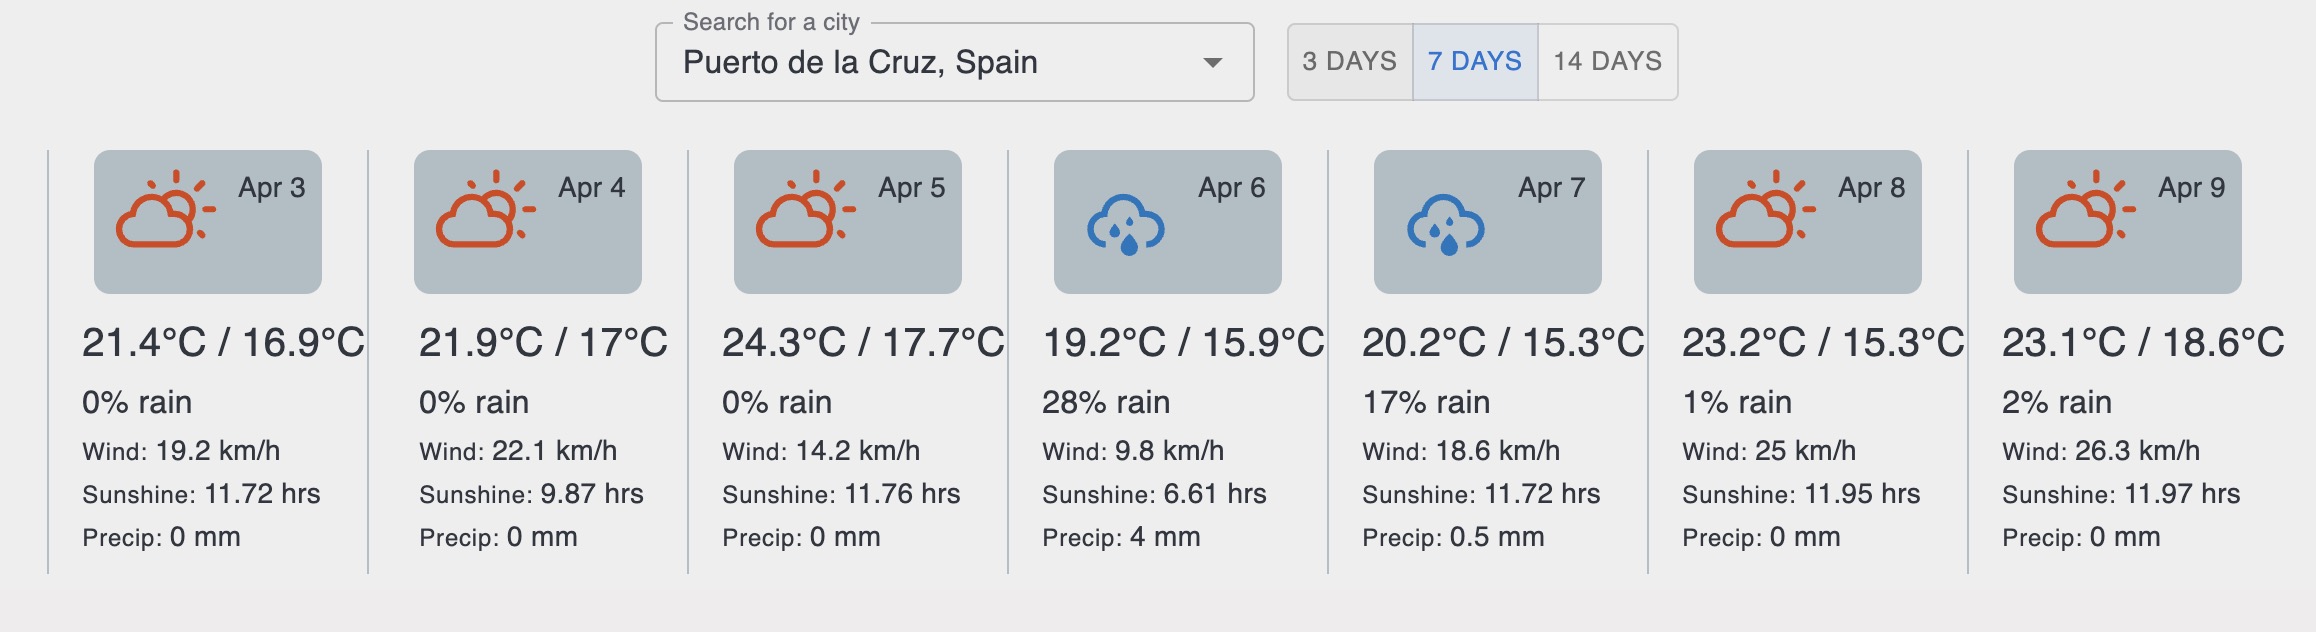 Search for a city
Puerto de la Cruz, Spain
3 DAYS
7 DAYS
14 DAYS
Apr 3
21.4°C / 16.9°C
0% rain
Wind: 19.2 km/h
Sunshine: 11.72 hrs
Precip: 0 mm
Apr 4
21.9°C / 17°C
0% rain
Wind: 22.1 km/h
Sunshine: 9.87 hrs
Precip: 0 mm
Apr 5
24.3°C / 17.7°C
0% rain
Wind: 14.2 km/h
Sunshine: 11.76 hrs
Precip: 0 mm
Apr 6
19.2°C / 15.9°C
28% rain
Wind: 9.8 km/h
Sunshine: 6.61 hrs
Precip: 4 mm
Apr 7
20.2°C / 15.3°C
17% rain
Wind: 18.6 km/h
Sunshine: 11.72 hrs
Precip: 0.5 mm
Apr 8
23.2°C / 15.3°C
1% rain
Wind: 25 km/h
Sunshine: 11.95 hrs
Precip: 0 mm
Apr 9
23.1°C / 18.6°C
2% rain
Wind: 26.3 km/h
Sunshine: 11.97 hrs
Precip: 0 mm